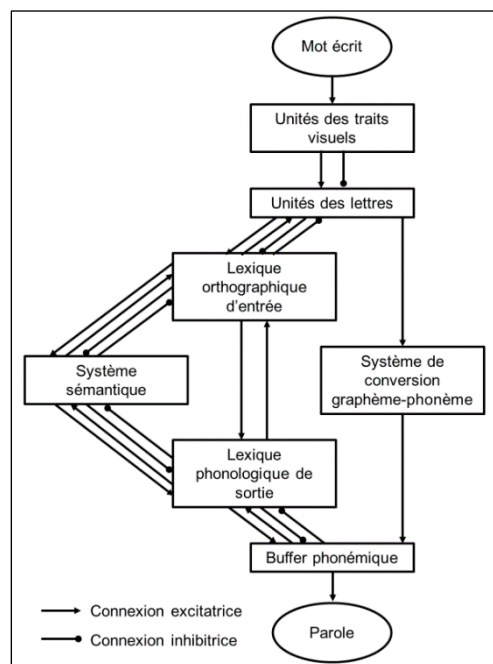 Mot écrit
Unités des traits
visuels
Unités des lettres
Lexique
orthographique
d'entrée
Système
sémantique
Système de
conversion
graphème-phonème
Lexique
phonologique de
sortie
Buffer phonémique
Connexion excitatrice
Connexion inhibitrice
Parole